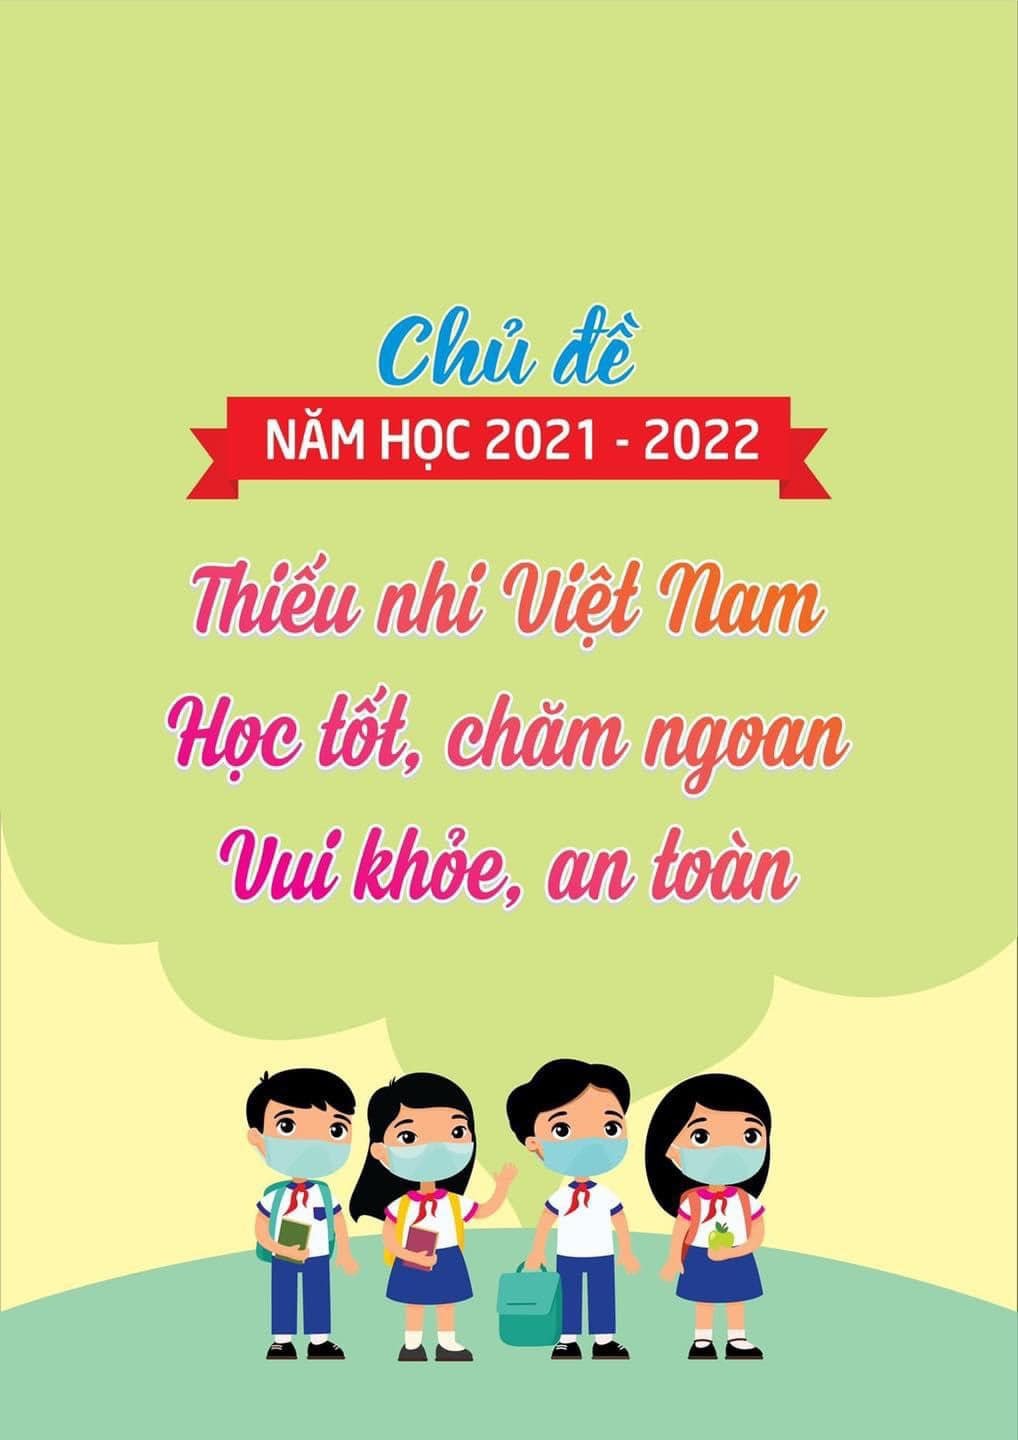 Chủ đề
NĂM HỌC 2021 - 2022
Thiếu nhi Việt Nam
Học tốt, chăm ngoan
Vui khỏe, an toàn